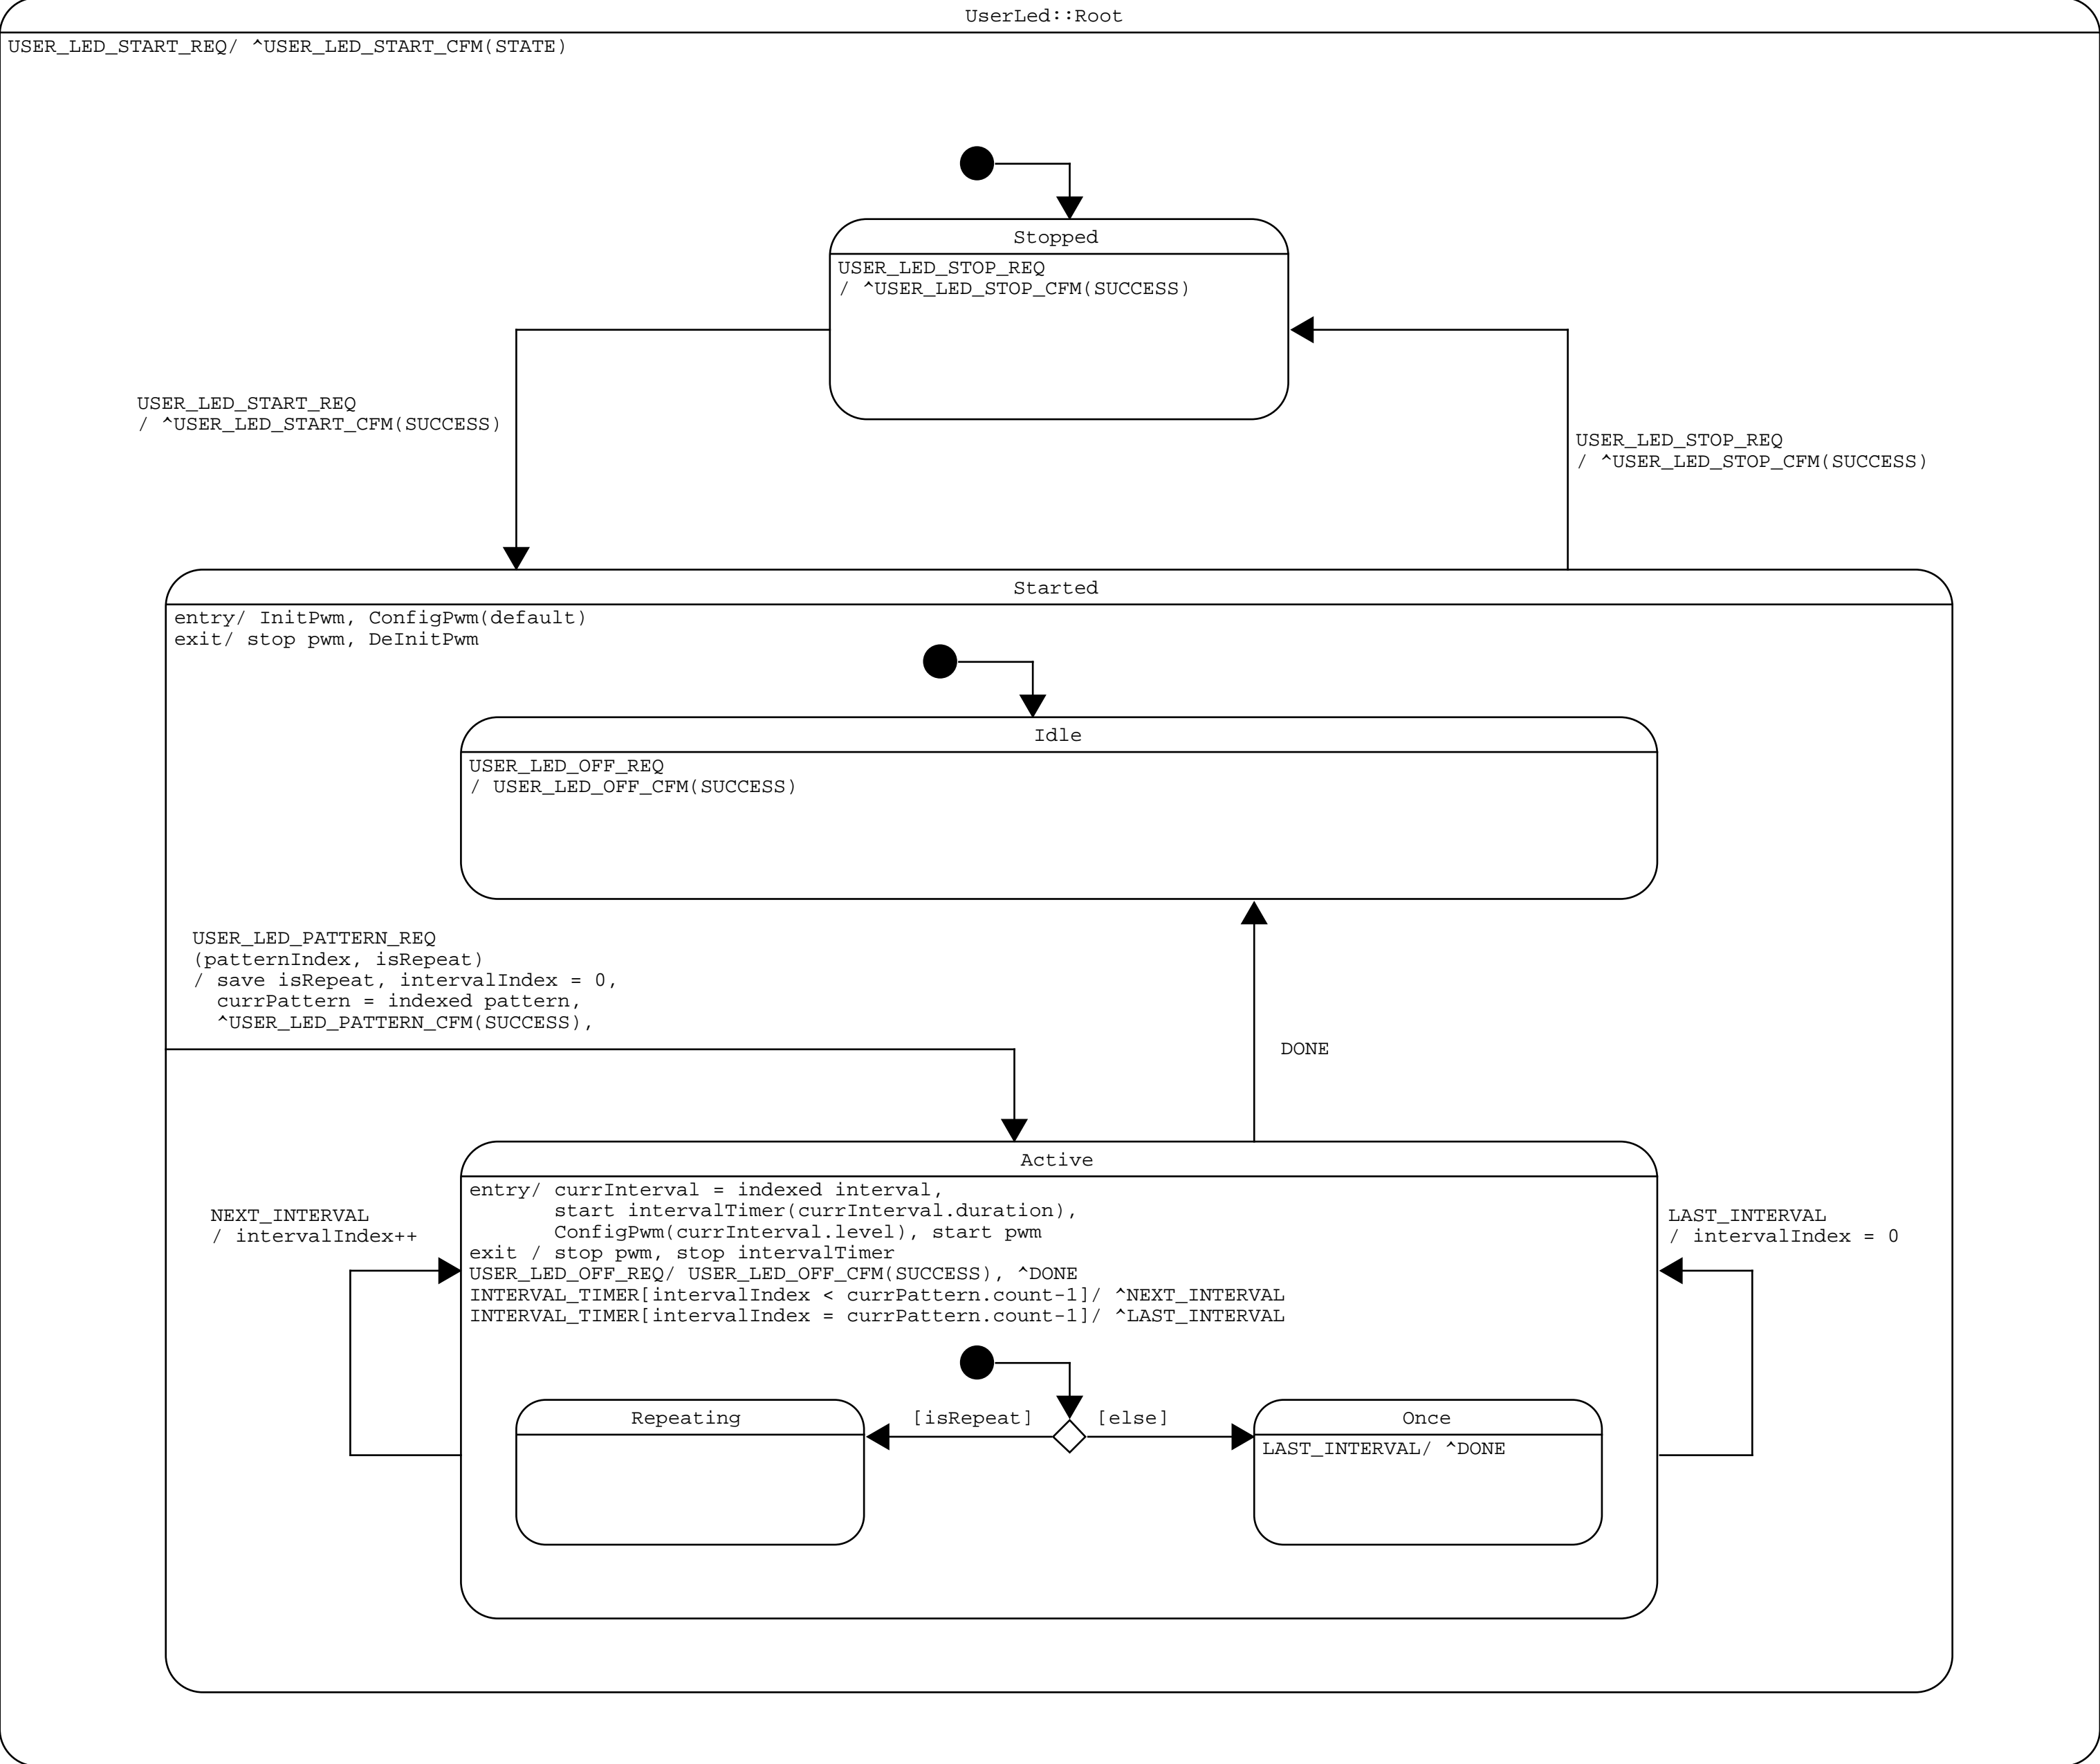 UserLed::Root
USER_LED_START_REQ/ ^USER_LED_START_CFM(STATE)
Stopped
USER_LED_STOP_REQ
/ ^USER_LED_STOP_CFM(SUCCESS)
USER_LED_START_REQ
/ ^USER_LED_START_CFM(SUCCESS)
USER_LED_STOP_REQ
/ ^USER_LED_STOP_CFM(SUCCESS)
Started
entry/ InitPwm, ConfigPwm(default)
exit/ stop pwm, DeInitPwm
Idle
USER_LED_OFF_REQ
/ USER_LED_OFF_CFM(SUCCESS)
USER_LED_PATTERN_REQ
(patternIndex, isRepeat)
/ save isRepeat, intervalIndex = 0,
currPattern = indexed pattern,
^USER_LED_PATTERN_CFM(SUCCESS),
DONE
Active
entry/ currInterval = indexed interval,
start intervalTimer(currInterval.duration),
ConfigPwm(currInterval.level), start pwm
exit / stop pwm, stop intervalTimer
USER_LED_OFF_REQ/ USER_LED_OFF_CFM(SUCCESS), ^DONE
INTERVAL_TIMER[intervalIndex < currPattern.count-1]/ ^NEXT_INTERVAL
INTERVAL_TIMER[intervalIndex = currPattern.count-1]/ ^LAST_INTERVAL
NEXT_INTERVAL
/ intervalIndex++
LAST_INTERVAL
/ intervalIndex = 0
Repeating
[isRepeat]
[else]
Once
LAST_INTERVAL/ ^DONE